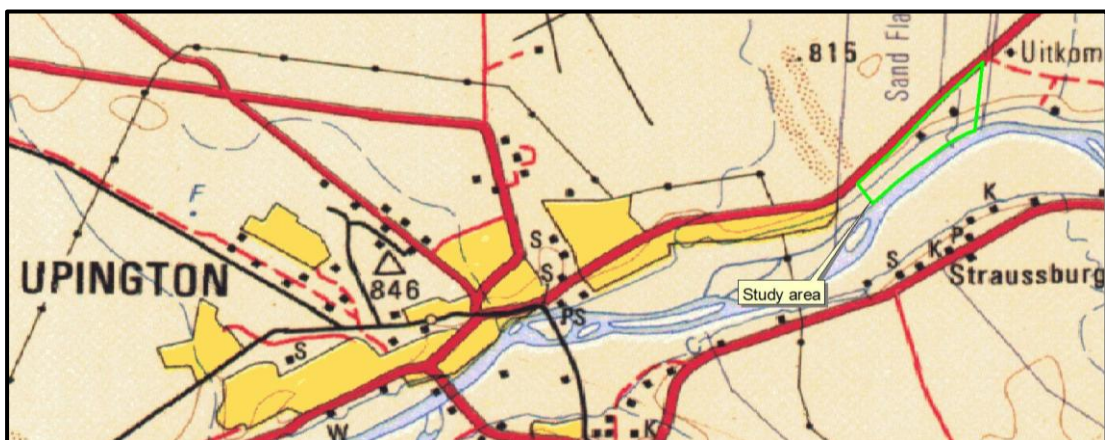 815
Uitkom
Sand Fla
F
K
K
P
S
S
UPINGTON
846
Straussburg
Study area
S
PS
S
C
W
K